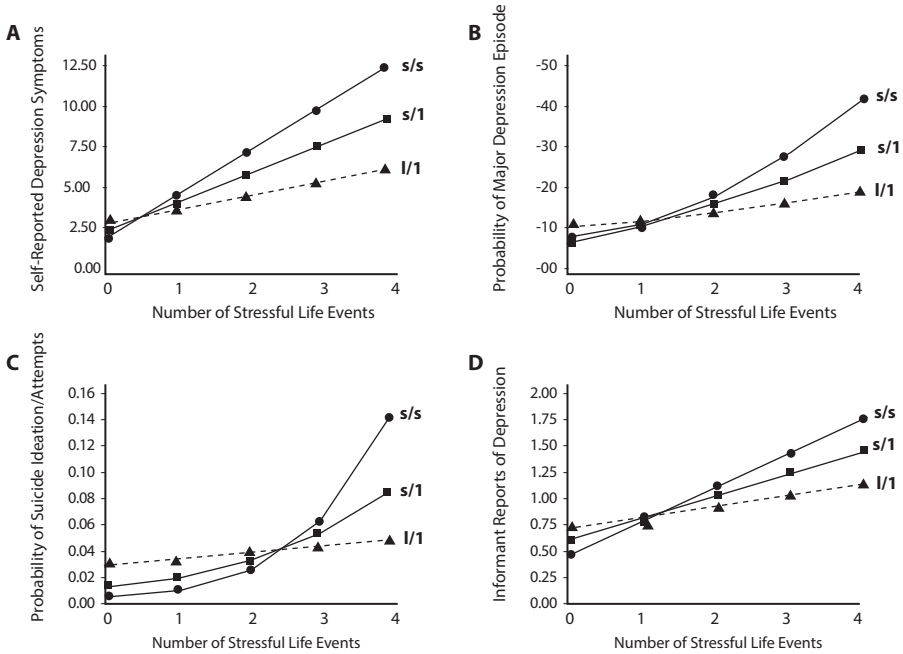 A
Self-Reported Depression Symptoms
12.50
10.00
7.50
5.00
2.50
0.00
s/s
s/1
l/1
0 1 2 3 4
Number of Stressful Life Events
B
Probability of Major Depression Episode
-50
-40
-30
-20
-10
-00
s/s
s/1
l/1
0 1 2 3 4
Number of Stressful Life Events
C
Probability of Suicide Ideation/Attempts
0.16
0.14
0.12
0.10
0.08
0.06
0.04
0.02
0.00
s/s
s/1
l/1
0 1 2 3 4
Number of Stressful Life Events
D
Informant Reports of Depression
2.00
1.75
1.50
1.25
1.00
0.75
0.50
0.25
0.00
s/s
s/1
l/1
0 1 2 3 4
Number of Stressful Life Events